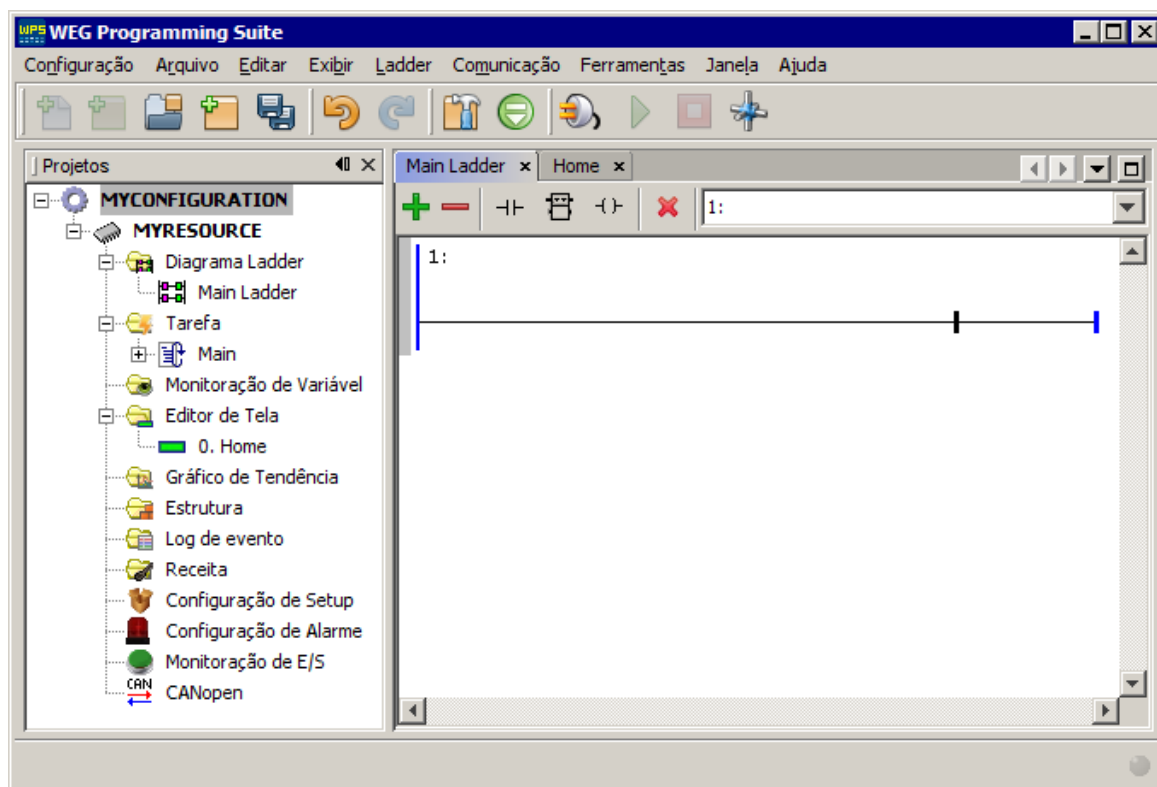 WPS WEG Programming Suite
Configuração Arquivo Editar Exibir Ladder Comunicação Ferramentas Janela Ajuda
Projetos
Main Ladder Home
MYCONFIGURATION
1:
MYRESOURCE
Diagrama Ladder
1:
Main Ladder
Tarefa
Main
Monitoração de Variável
Editor de Tela
0. Home
Gráfico de Tendência
Estrutura
Log de evento
Receita
Configuração de Setup
Configuração de Alarme
Monitoração de E/S
CAN CANopen